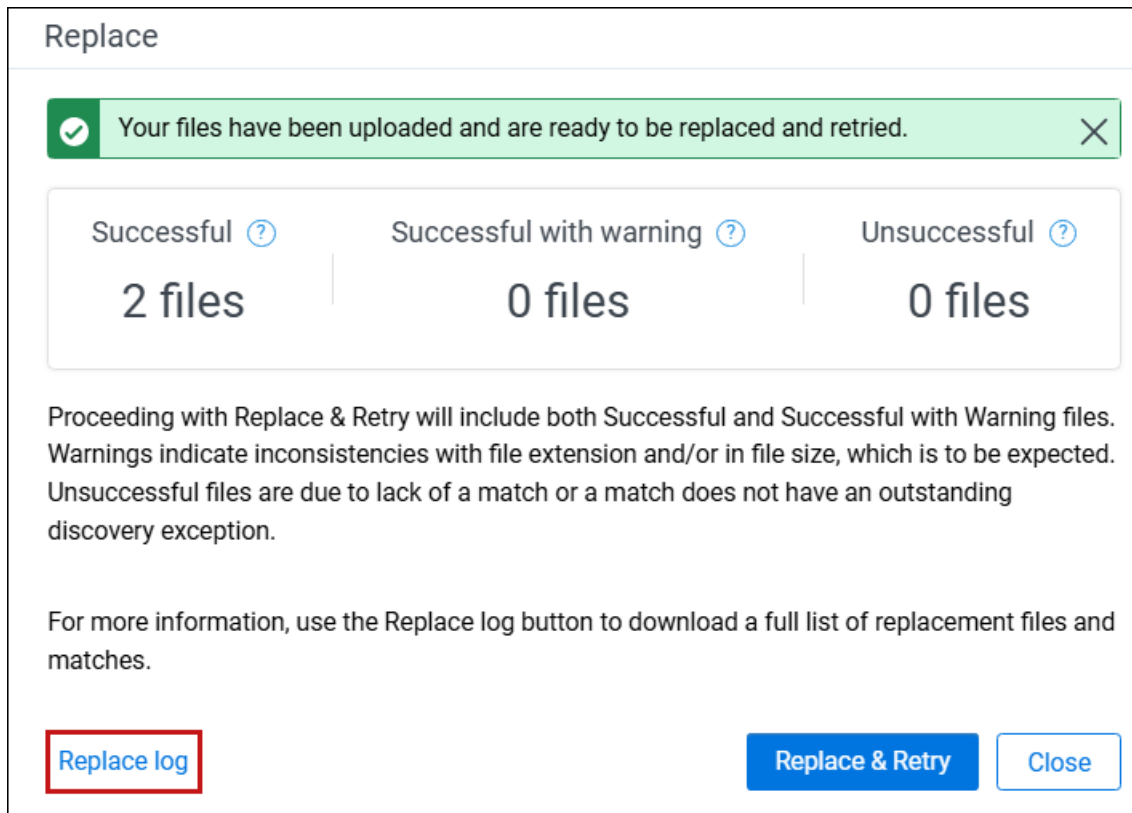 Replace
Your files have been uploaded and are ready to be replaced and retried.
Successful ?
Successful with warning ?
Unsuccessful ?
2 files
0 files
0 files
Proceeding with Replace & Retry will include both Successful and Successful with Warning files.
Warnings indicate inconsistencies with file extension and/or in file size, which is to be expected.
Unsuccessful files are due to lack of a match or a match does not have an outstanding
discovery exception.
For more information, use the Replace log button to download a full list of replacement files and
matches.
Replace log
Replace & Retry
Close